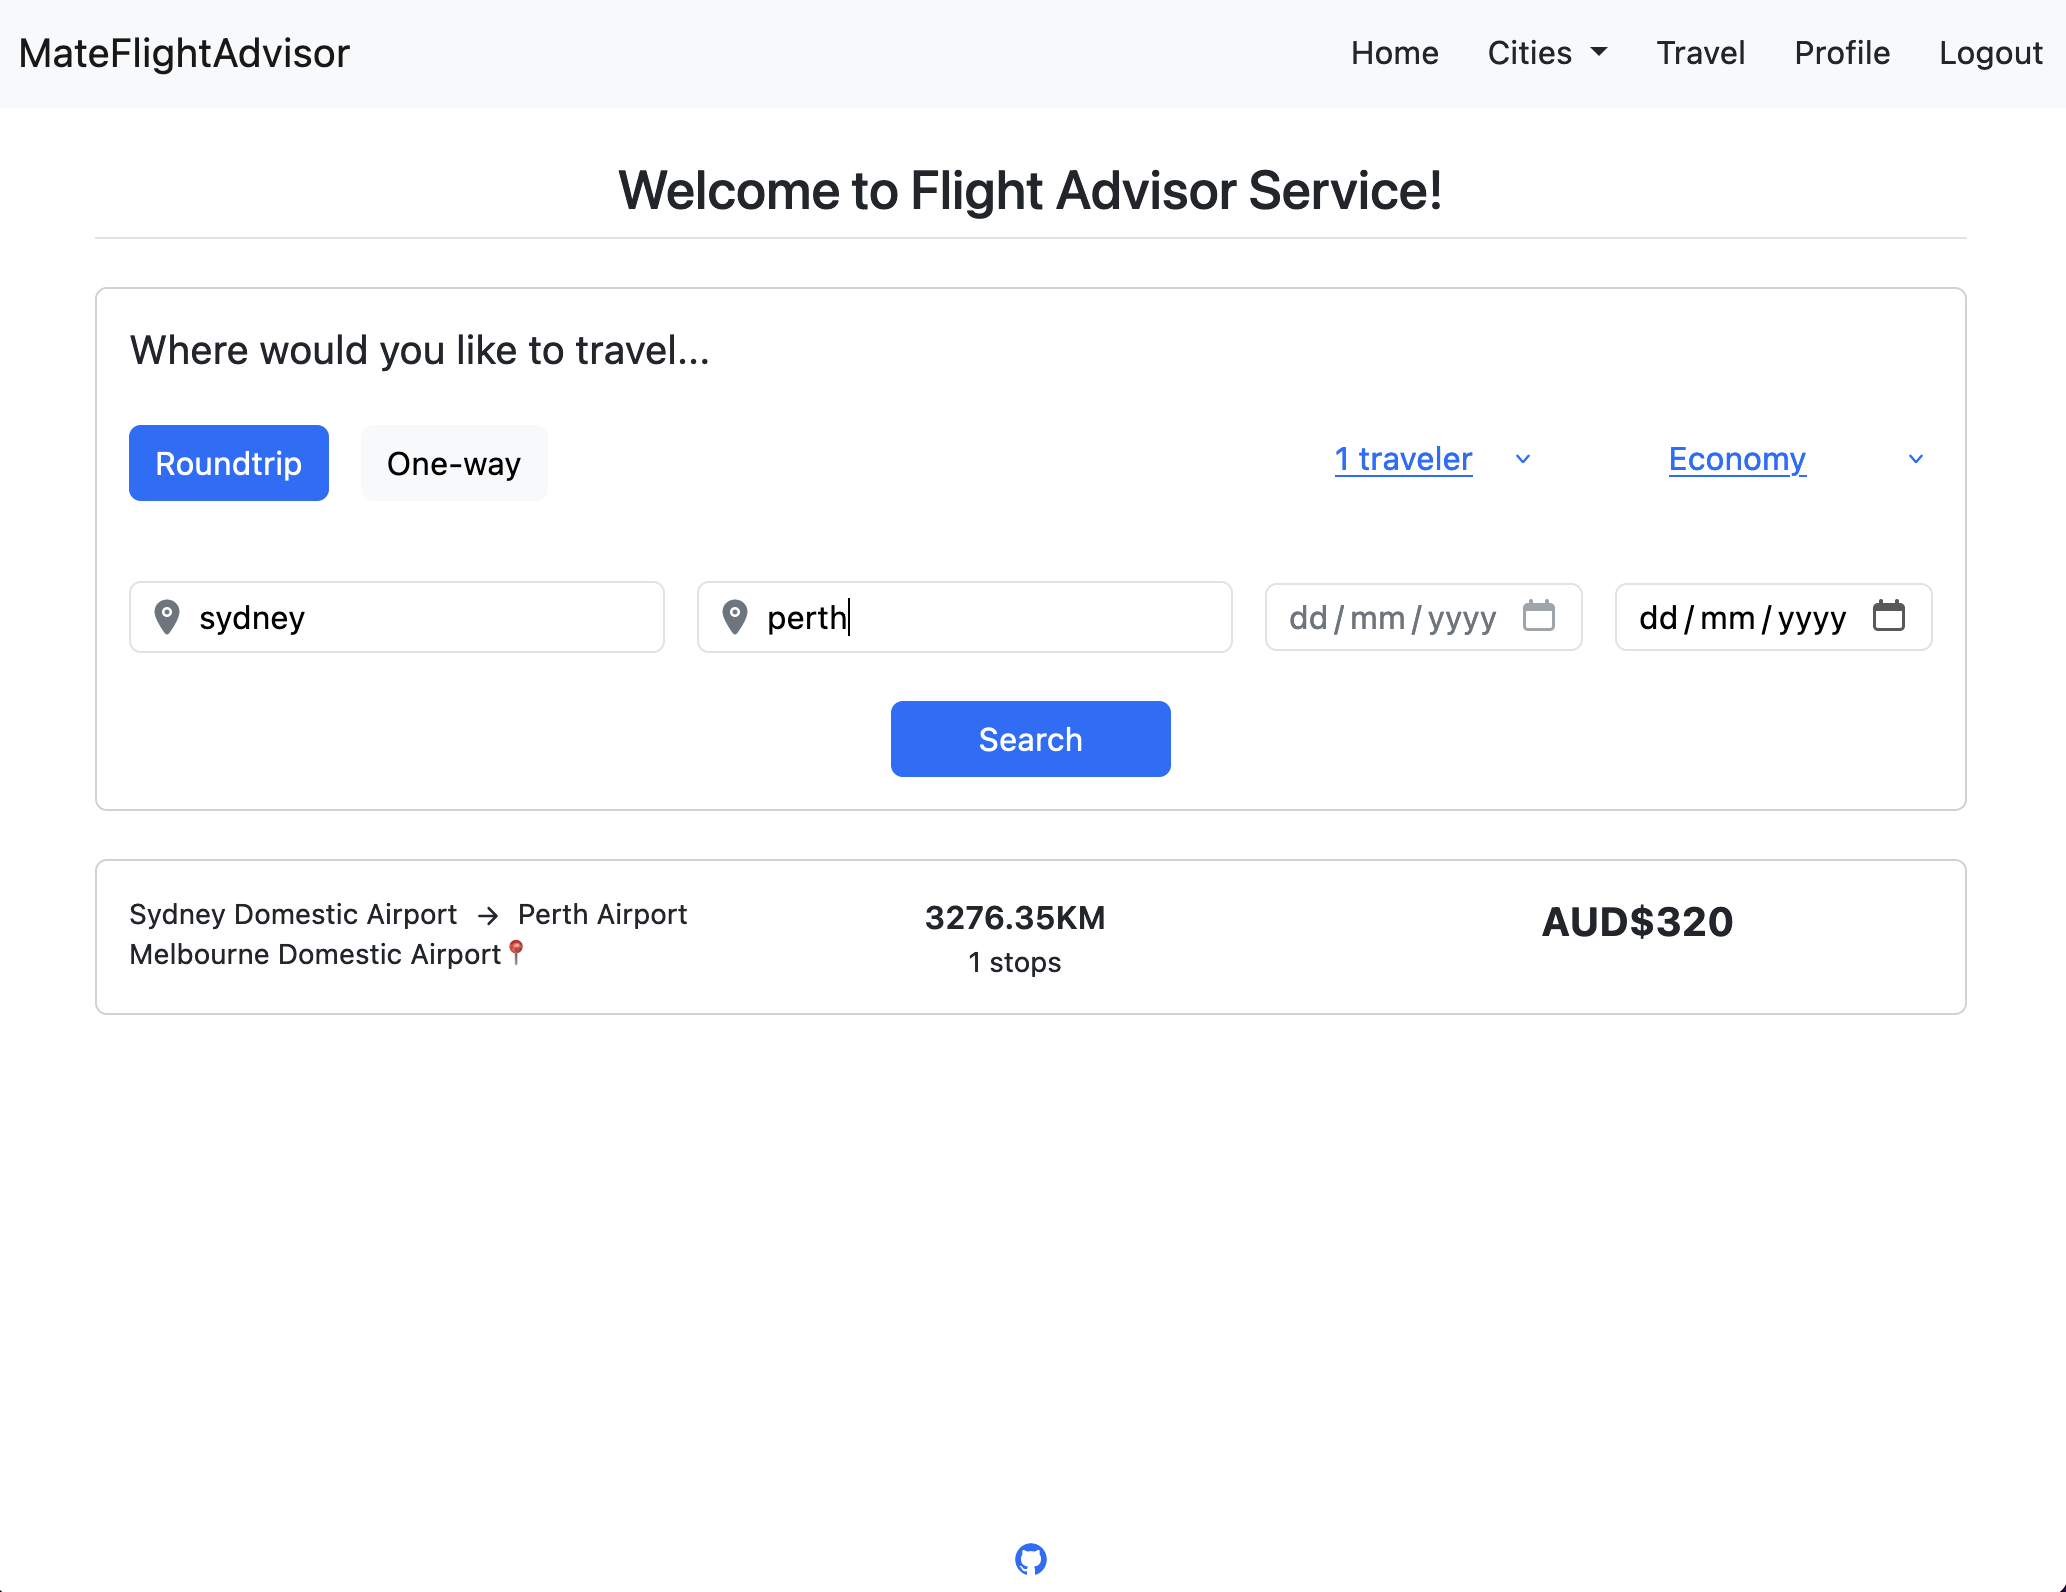 MateFlightAdvisor
Home Cities Travel Profile Logout
Welcome to Flight Advisor Service!
Where would you like to travel...
Roundtrip One-way 1 traveler Economy
sydney perth dd/mm/yyyy dd/mm/yyyy
Search
Sydney Domestic Airport → Perth Airport 3276.35KM AUD$320
Melbourne Domestic Airport📍 1 stops